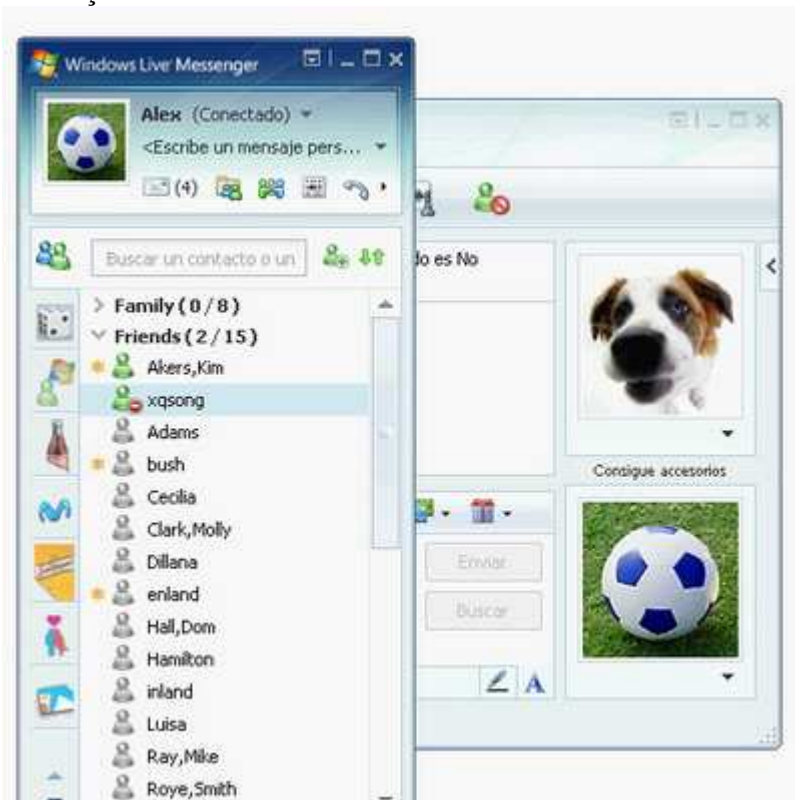 Windows Live Messenger
Alex (Conectado)
<Escribe un mensaje pers...
(4)
Buscar un contacto o un
do es No
Family ( 0 / 8 )
Friends ( 2 / 15 )
Akers,Kim
xqsong
Adams
bush
Cecilia
Clark,Molly
Dillana
enland
Hall,Dom
Hamilton
inland
Luisa
Ray,Mike
Roye,Smith
Consigue accesorios
Enviar
Buscar
A